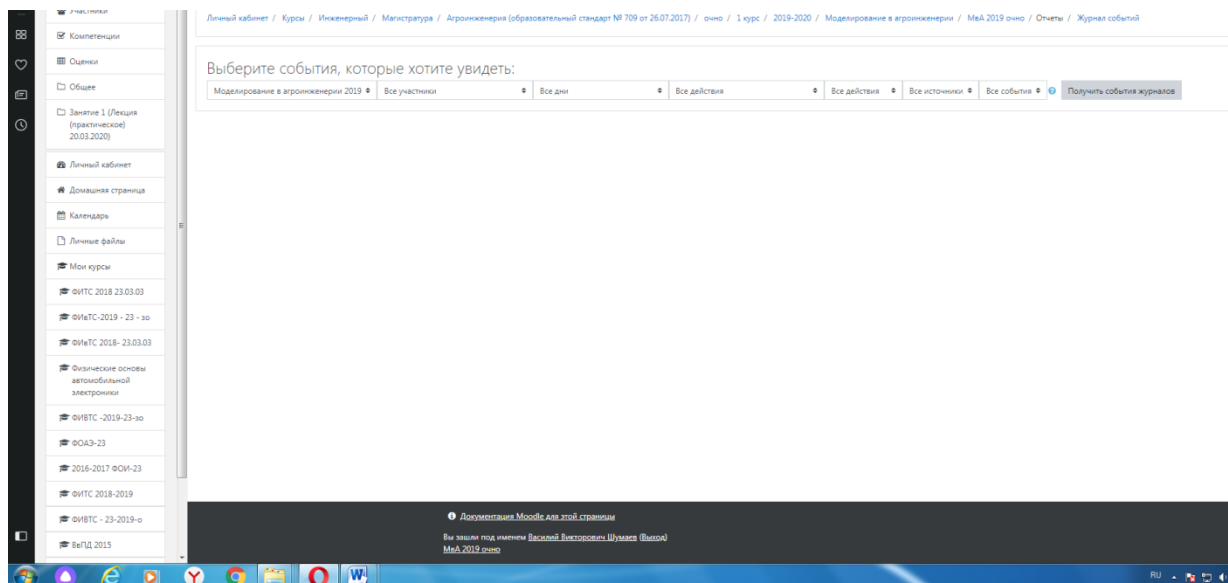 Участники
Компетенции
Оценки
Общее
Занятие 1 (Лекция
(практическое)
20.03.2020)
Личный кабинет
Домашняя страница
Календарь
Личные файлы
Мои курсы
ФИТС 2018 23.03.03
ФИвТС-2019 - 23 - зо
ФИвТС 2018- 23.03.03
Физические основы
автомобильной
электроники
ФИВТС -2019-23-зо
ФОАЭ-23
2016-2017 ФОИ-23
ФИТС 2018-2019
ФИВТС - 23-2019-о
ВеПД 2015
Личный кабинет / Курсы / Инженерный / Магистратура / Агроинженерия (образовательный стандарт № 709 от 26.07.2017) / очно / 1 курс / 2019-2020 / Моделирование в агроинженерии / МвА 2019 очно / Отчеты / Журнал событий
Выберите события, которые хотите увидеть:
Моделирование в агроинженерии 2019 Все участники Все дни Все действия Все действия Все источники Все события Получить события журналов
Документация Moodle для этой страницы
Вы зашли под именем Василий Викторович Шумаев (Выход)
МвА 2019 очно
RU